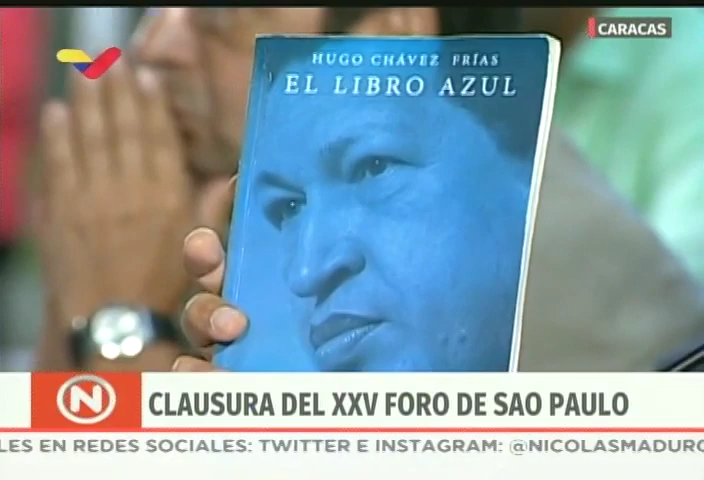 CARACAS
HUGO CHÁVEZ FRÍAS
EL LIBRO AZUL
N
CLAUSURA DEL XXV FORO DE SAO PAULO
LES EN REDES SOCIALES: TWITTER E INSTAGRAM: @NICOLASMADURO